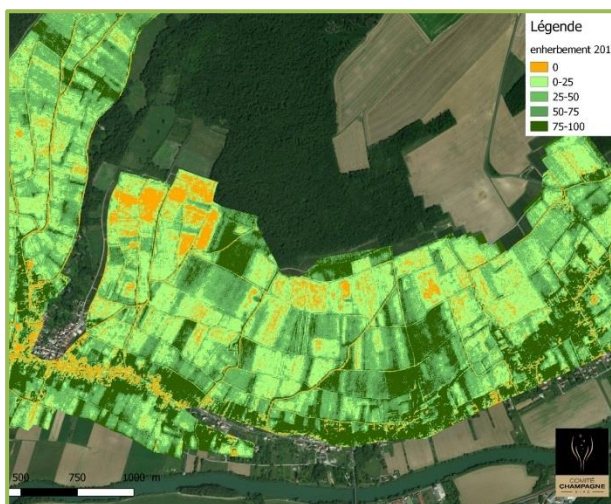 Légende
enherbement 201
0
0-25
25-50
50-75
75-100
500 750 1000 m
COMITÉ
CHAMPAGNE